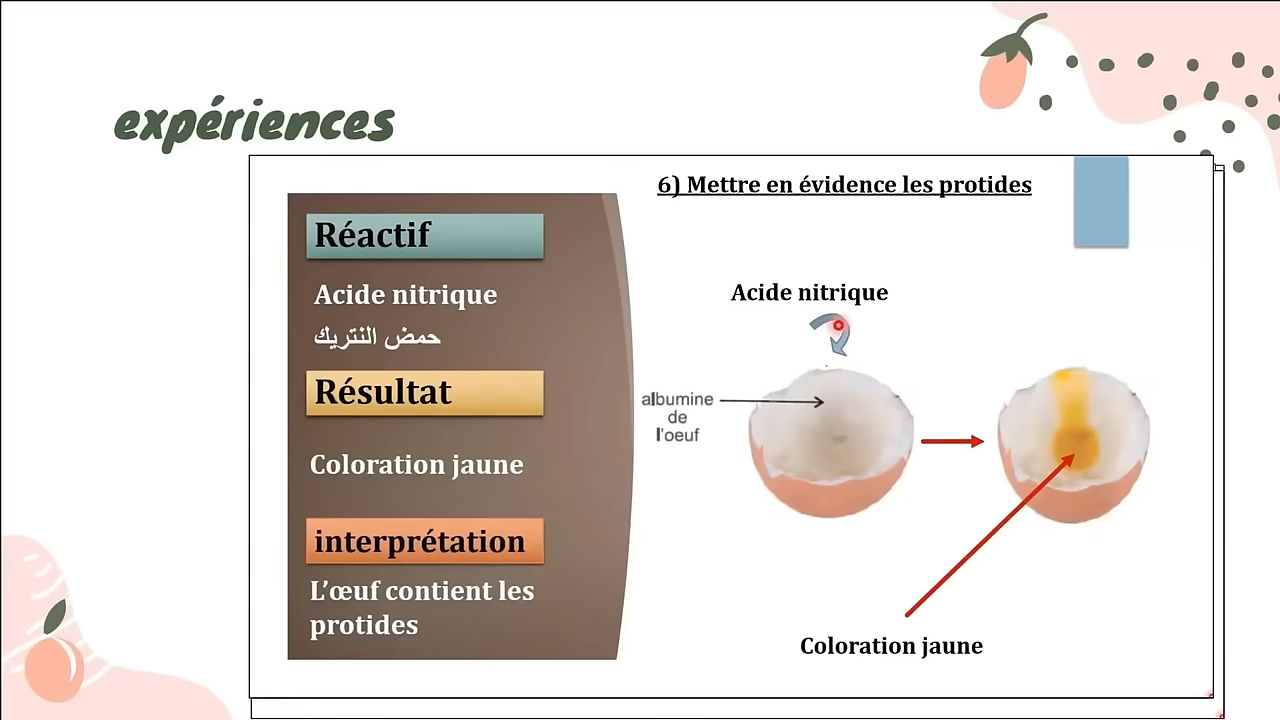 expériences
6) Mettre en évidence les protides
Réactif
Acide nitrique
حمض النتريك
Résultat
Coloration jaune
interprétation
L’œuf contient les
protides
Acide nitrique
albumine
de
l'oeuf
Coloration jaune